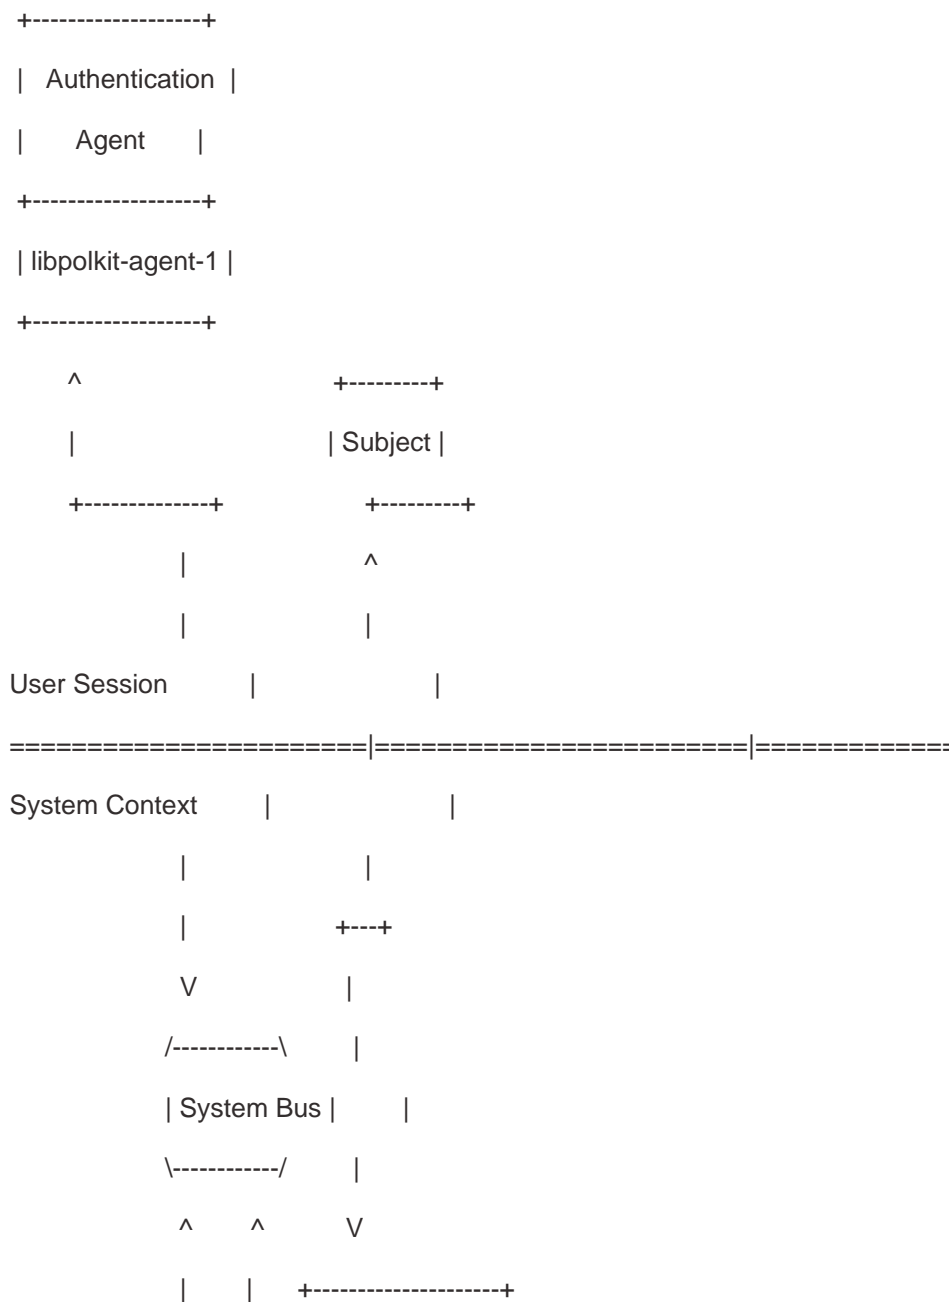 +-------------------+
|   Authentication  |
|       Agent       |
+-------------------+
| libpolkit-agent-1 |
+-------------------+
        ^                                  +---------+
        |                                  | Subject |
        +--------------+                   +---------+
                       |                        ^
                       |                        |
User Session           |                        |
=======================|========================|=============
System Context         |                        |
                       |                        |
                       |                    +---+
                       V                    |
                     /------------\         |
                     | System Bus |         |
                     \------------/         |
                       ^        ^           V
                       |        |      +---------------------+